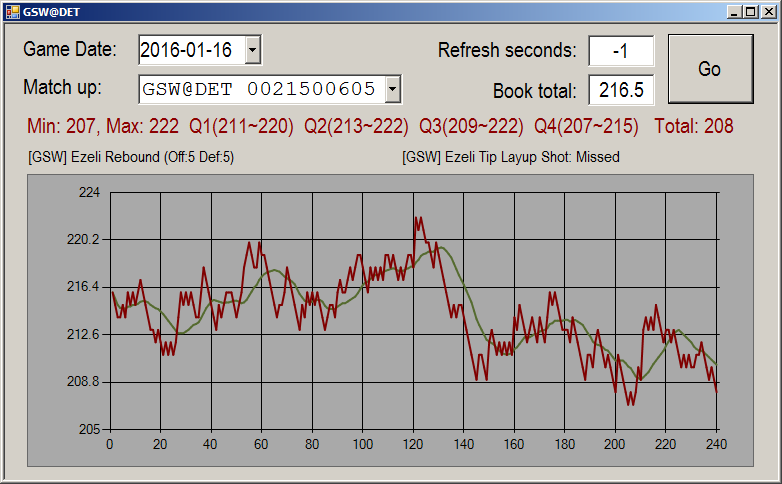 GSW@DET
Game Date: 2016-01-16 Refresh seconds: -1 Go
Match up: GSW@DET 0021500605 Book total: 216.5
Min: 207, Max: 222 Q1(211~220) Q2(213~222) Q3(209~222) Q4(207~215) Total: 208
[GSW] Ezeli Rebound (Off:5 Def:5) [GSW] Ezeli Tip Layup Shot: Missed
224
220.2
216.4
212.6
208.8
205
0 20 40 60 80 100 120 140 160 180 200 220 240